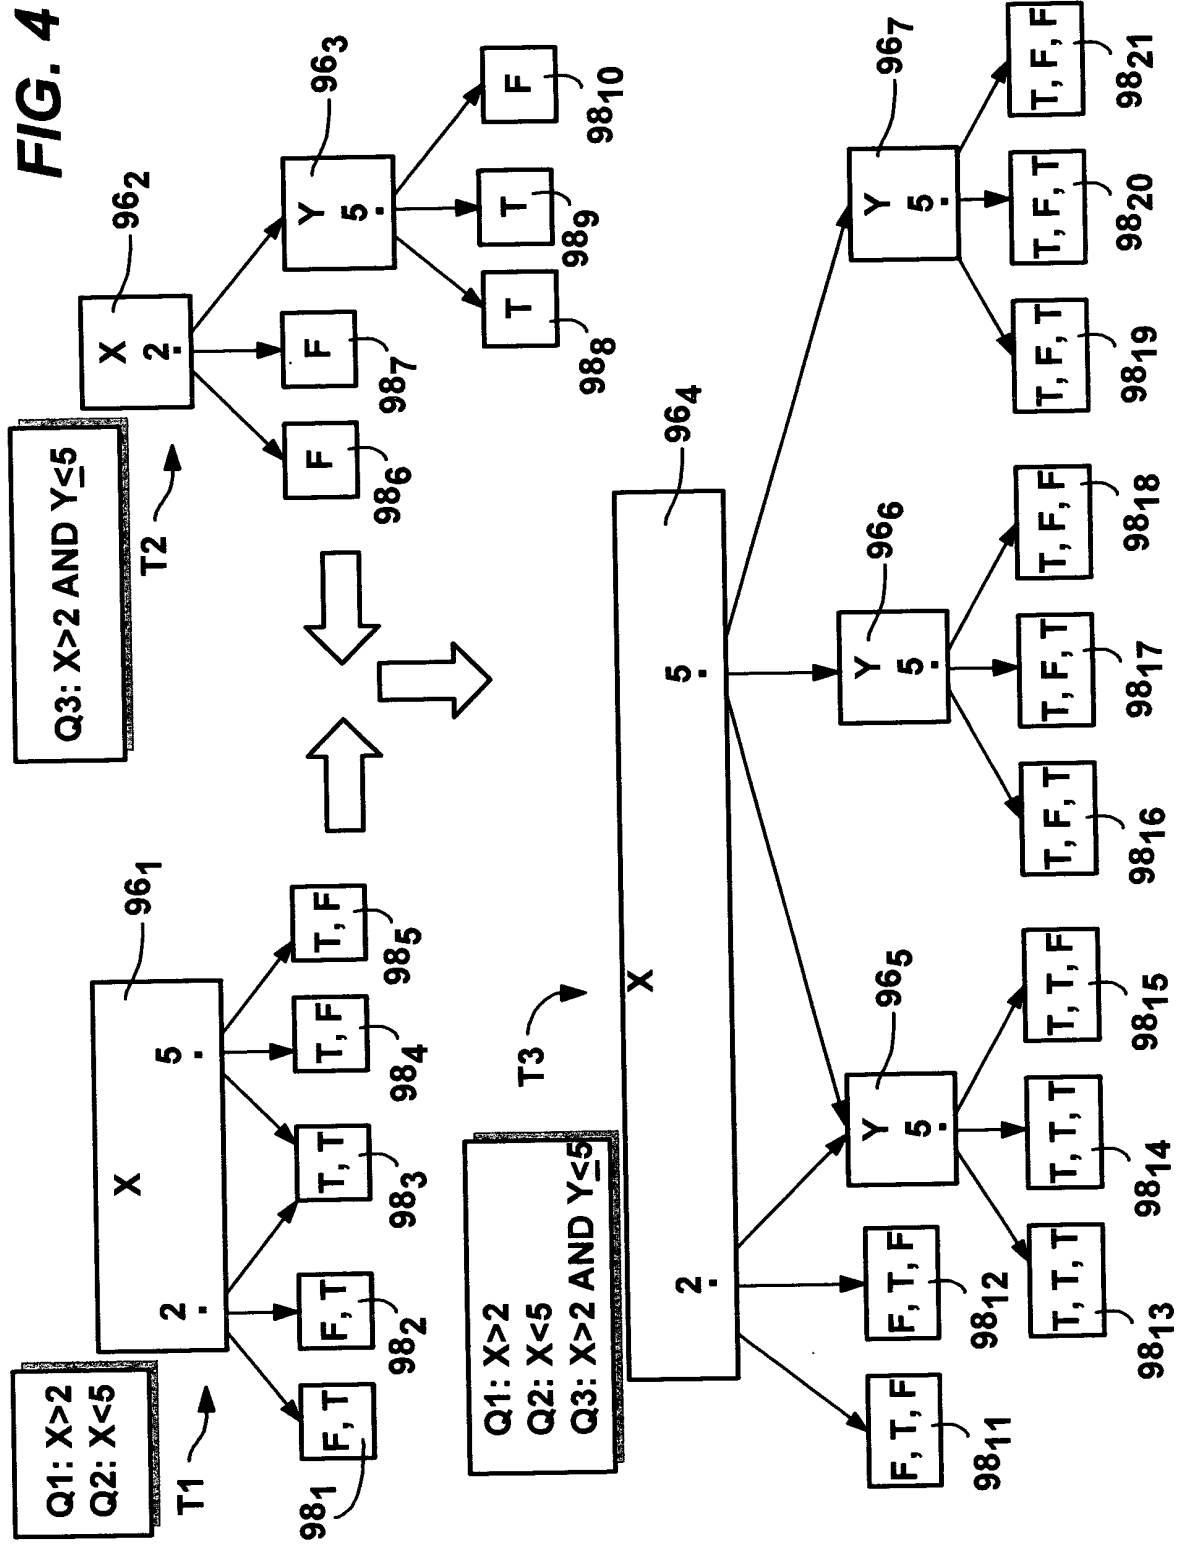 FIG. 4
Q1: X>2
Q2: X<5
T1
X
2.
5.
96₁
F, T
98₁
F, T
98₂
T, T
98₃
T, F
98₄
T, F
98₅
Q3: X>2 AND Y≤5
T2
X
2.
96₂
F
98₆
F
98₇
Y
5.
96₃
T
98₈
T
98₉
F
98₁₀
Q1: X>2
Q2: X<5
Q3: X>2 AND Y≤5
T3
X
2.
5.
96₄
F, T, F
98₁₁
F, T, F
98₁₂
Y
5.
96₅
T, T, T
98₁₃
T, T, T
98₁₄
T, T, F
98₁₅
Y
5.
96₆
T, F, T
98₁₆
T, F, T
98₁₇
T, F, F
98₁₈
Y
5.
96₇
T, F, T
98₁₉
T, F, T
98₂₀
T, F, F
98₂₁